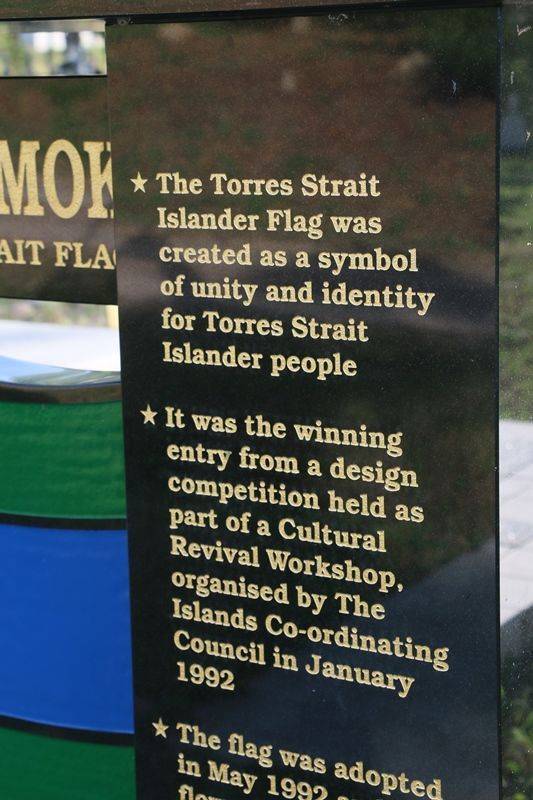 MOK
AIT FLA
★ The Torres Strait
Islander Flag was
created as a symbol
of unity and identity
for Torres Strait
Islander people
★ It was the winning
entry from a design
competition held as
part of a Cultural
Revival Workshop,
organised by The
Islands Co-ordinating
Council in January
1992
★ The flag was adopted
in May 1992